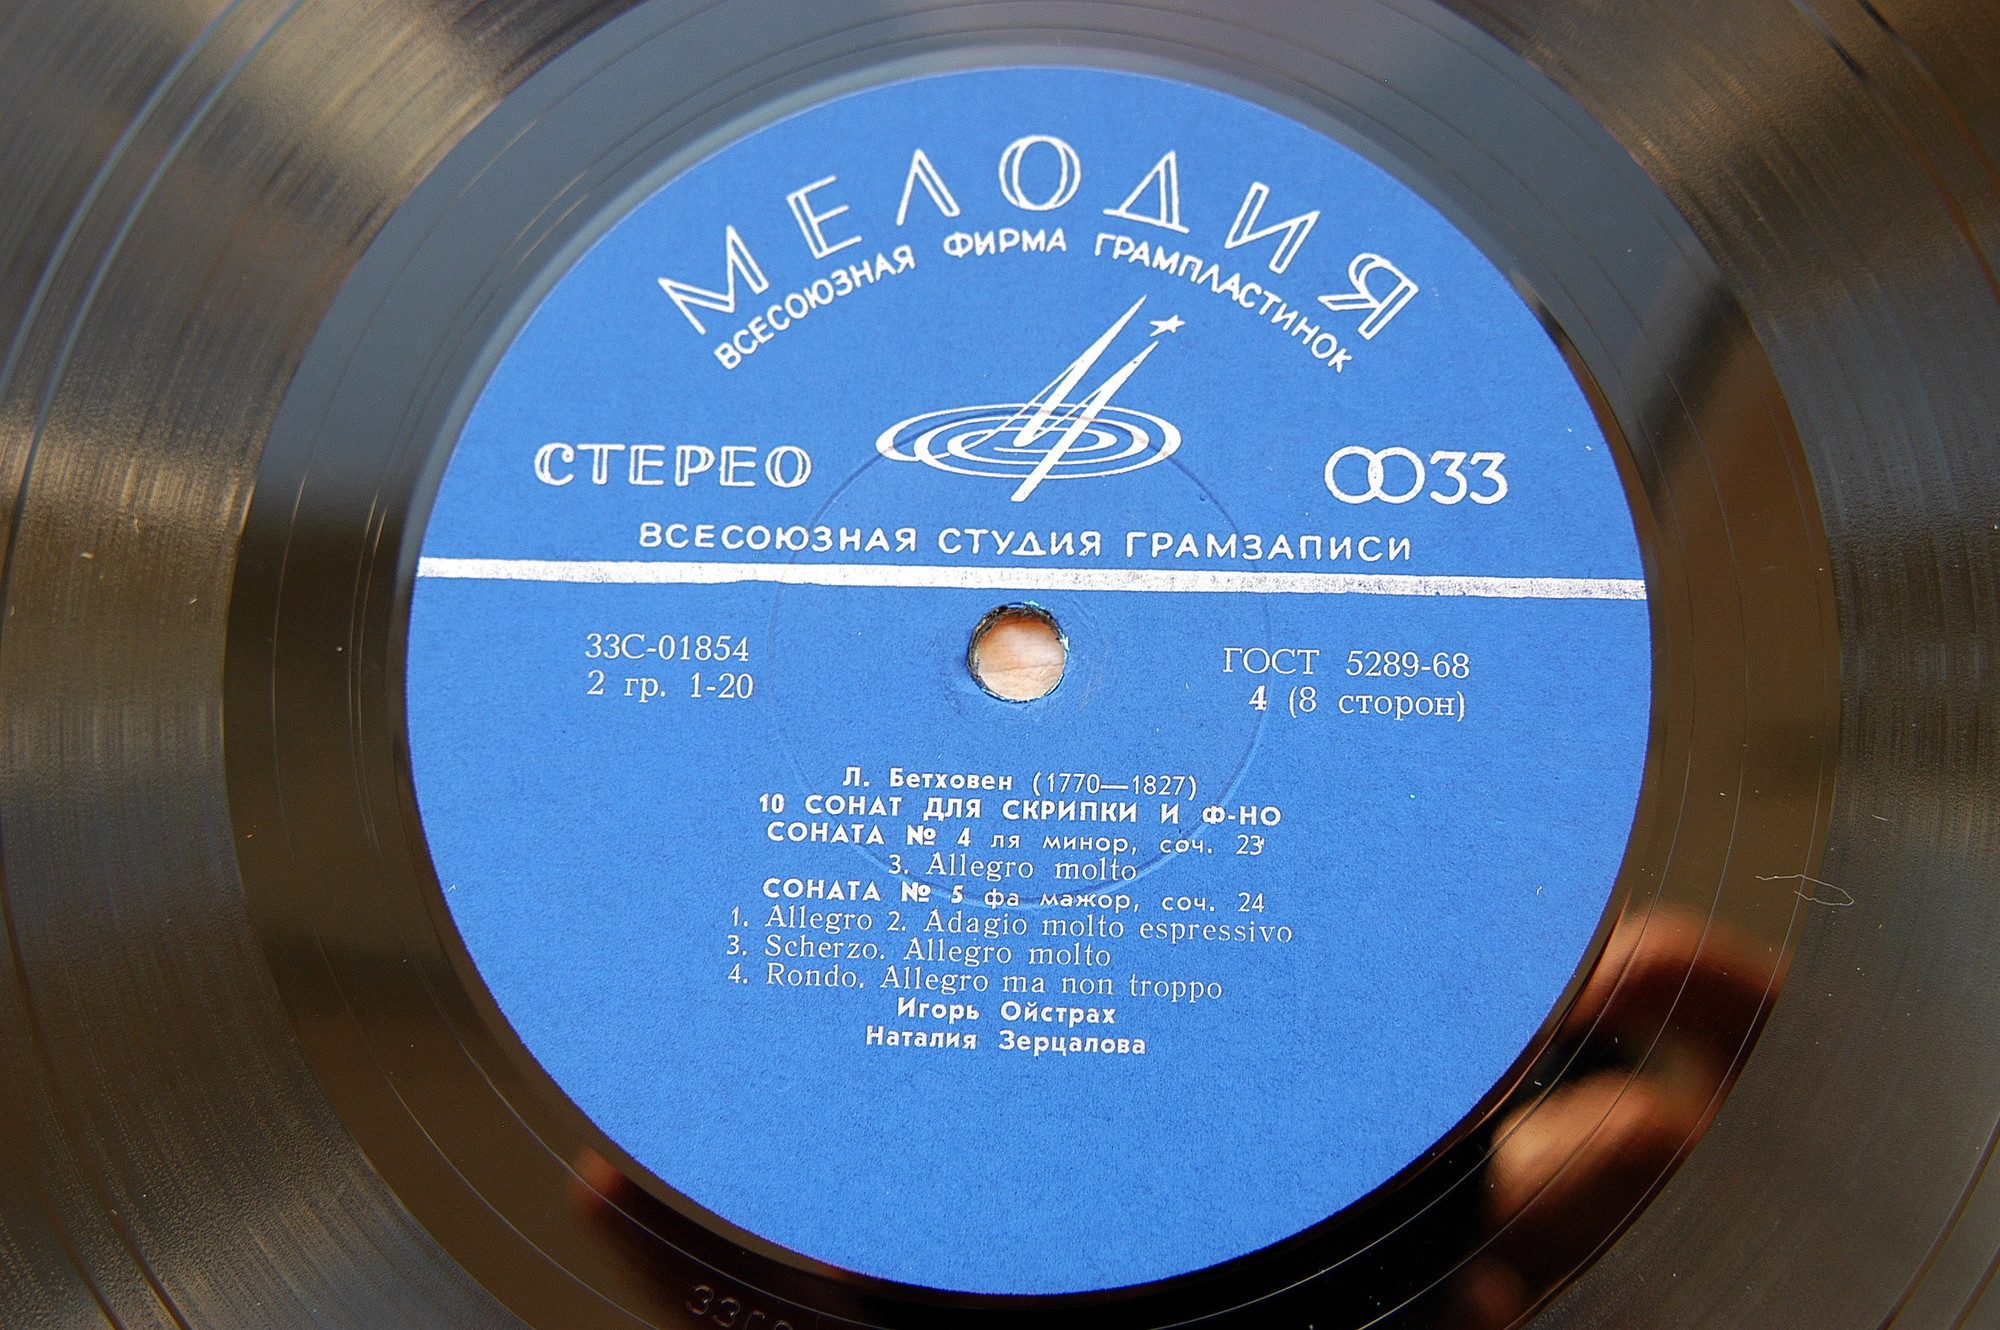 МЕЛОДИЯ
ВСЕСОЮЗНАЯ ФИРМА ГРАМПЛАСТИНОК
СТЕРЕО
33
ВСЕСОЮЗНАЯ СТУДИЯ ГРАМЗАПИСИ
33С-01854
2 гр. 1-20
ГОСТ 5289-68
4 (8 сторон)
Л. Бетховен (1770—1827)
10 СОНАТ ДЛЯ СКРИПКИ И Ф-НО
СОНАТА № 4 ля минор, соч. 23
3. Allegro molto
СОНАТА № 5 фа мажор, соч. 24
1. Allegro 2. Adagio molto espressivo
3. Scherzo. Allegro molto
4. Rondo. Allegro ma non troppo
Игорь Ойстрах
Наталия Зерцалова